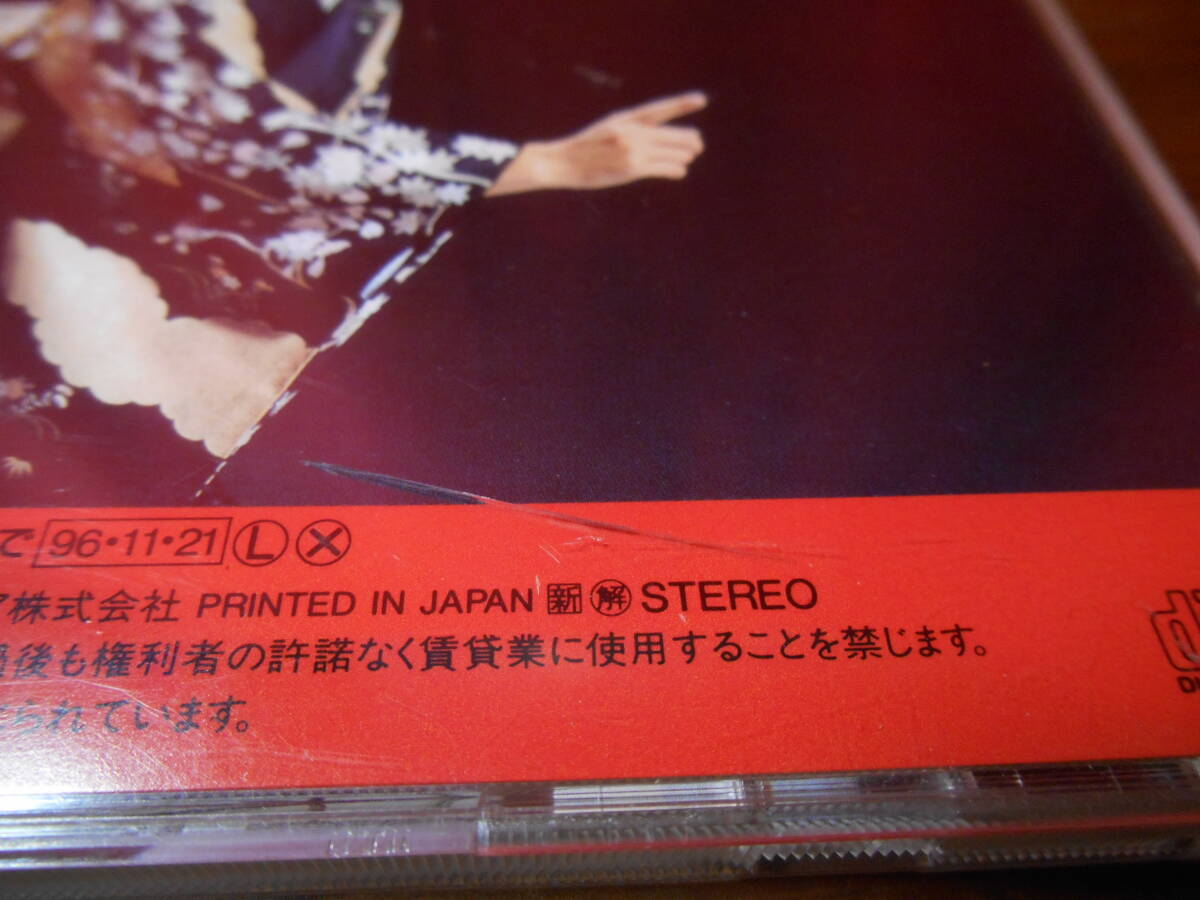 で 96・11・21 Ⓛ Ⓧ
株式会社 PRINTED IN JAPAN 新 解 STEREO
後も権利者の許諾なく賃貸業に使用することを禁じます。
られています。